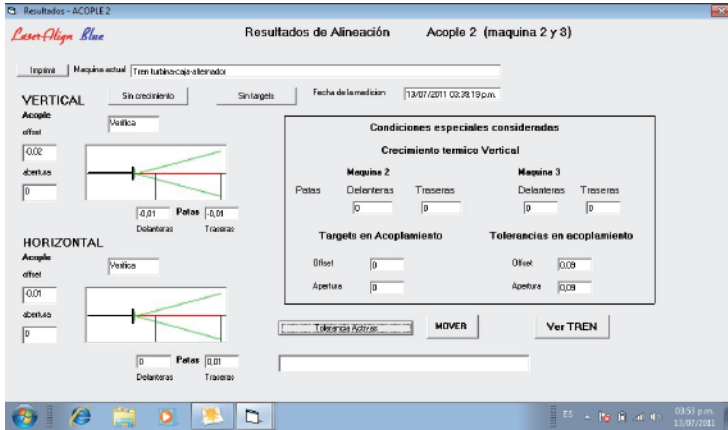 Resultados - ACOPLE 2
Laser Align Blue
Resultados de Alineación Acople 2 (maquina 2 y 3)
Imprimir Maquina actual Tren turbina-caja-alternador
Sin crecimiento Sin targets Fecha de la medicion 13/07/2011 03:39:19 p.m.
VERTICAL
Acople
offset
Verifica
-0.02
abertura
0
-0,01 Patas -0,01
Delanteras Traseras
HORIZONTAL
Acople
offset
Verifica
-0.01
abertura
0
0 Patas 0,01
Delanteras Traseras
Condiciones especiales consideradas
Crecimiento termico Vertical
Maquina 2 Maquina 3
Patas Delanteras Traseras Delanteras Traseras
0 0 0 0
Targets en Acoplamiento Tolerancias en acoplamiento
Offset 0 Offset 0,09
Apertura 0 Apertura 0,09
Tolerancia Activas MOVER Ver TREN
ES 03:53 p.m.
13/07/2011